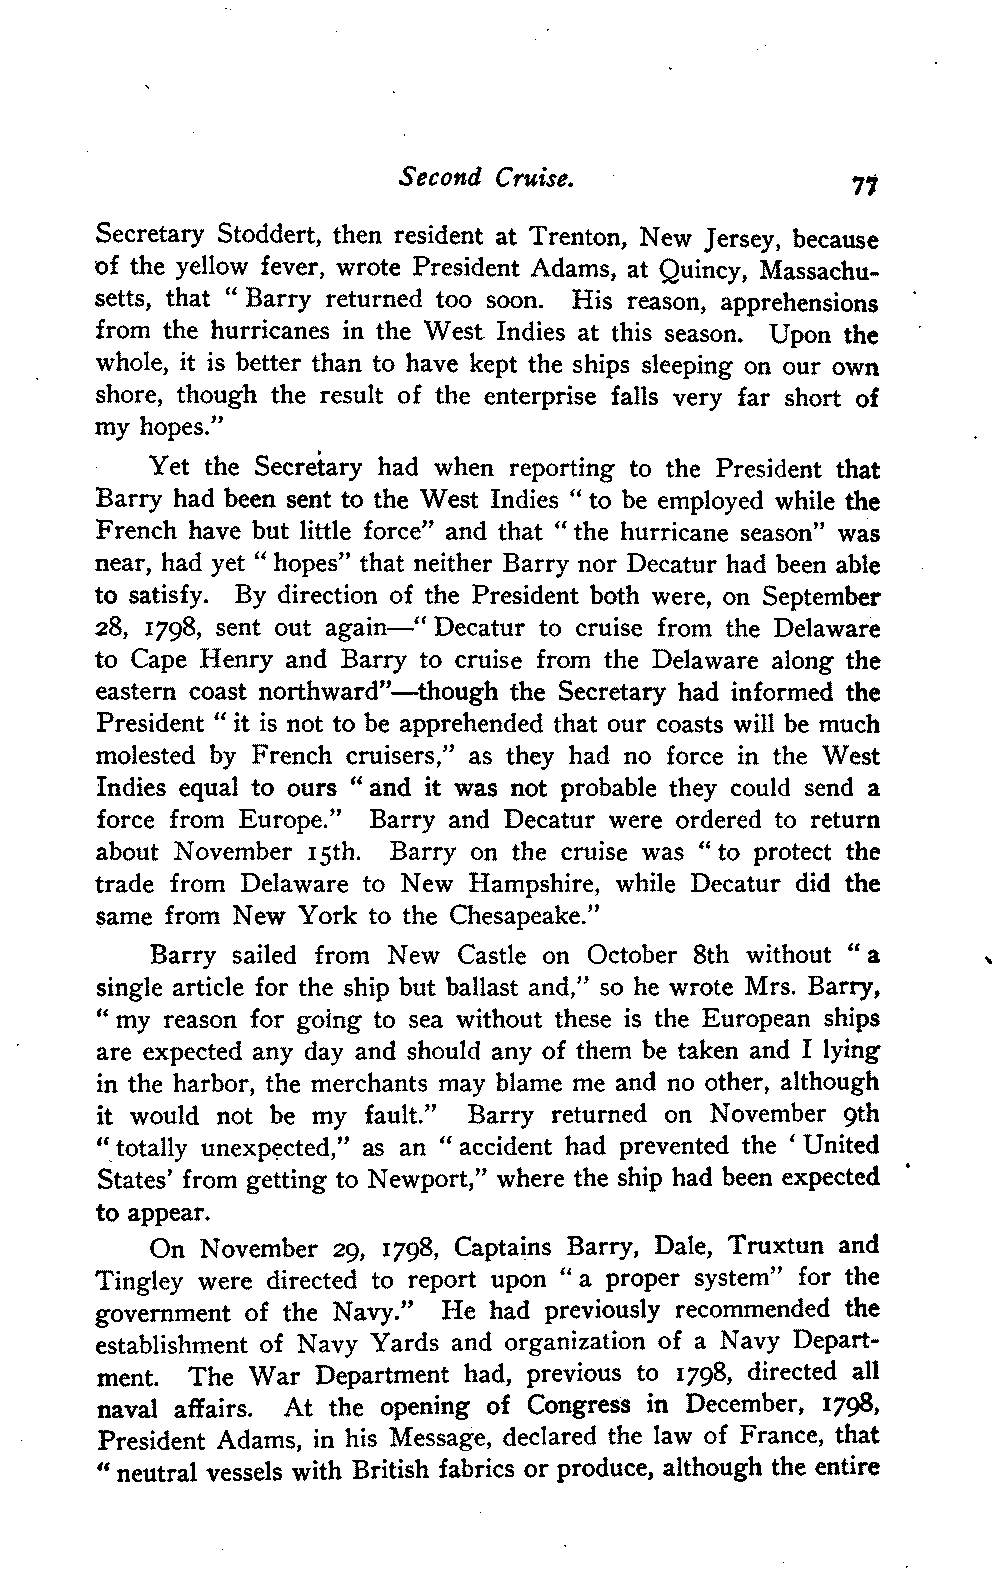 Second Cruise. 77
Secretary Stoddert, then resident at Trenton, New Jersey, because
of the yellow fever, wrote President Adams, at Quincy, Massachu-
setts, that “ Barry returned too soon. His reason, apprehensions
from the hurricanes in the West Indies at this season. Upon the
whole, it is better than to have kept the ships sleeping on our own
shore, though the result of the enterprise falls very far short of
my hopes.”
Yet the Secretary had when reporting to the President that
Barry had been sent to the West Indies “ to be employed while the
French have but little force” and that “ the hurricane season” was
near, had yet “ hopes” that neither Barry nor Decatur had been able
to satisfy. By direction of the President both were, on September
28, 1798, sent out again—“ Decatur to cruise from the Delaware
to Cape Henry and Barry to cruise from the Delaware along the
eastern coast northward”—though the Secretary had informed the
President “ it is not to be apprehended that our coasts will be much
molested by French cruisers,” as they had no force in the West
Indies equal to ours “ and it was not probable they could send a
force from Europe.” Barry and Decatur were ordered to return
about November 15th. Barry on the cruise was “ to protect the
trade from Delaware to New Hampshire, while Decatur did the
same from New York to the Chesapeake.”
Barry sailed from New Castle on October 8th without “ a
single article for the ship but ballast and,” so he wrote Mrs. Barry,
“ my reason for going to sea without these is the European ships
are expected any day and should any of them be taken and I lying
in the harbor, the merchants may blame me and no other, although
it would not be my fault.” Barry returned on November 9th
“ totally unexpected,” as an “ accident had prevented the ‘ United
States’ from getting to Newport,” where the ship had been expected
to appear.
On November 29, 1798, Captains Barry, Dale, Truxtun and
Tingley were directed to report upon “ a proper system” for the
government of the Navy.” He had previously recommended the
establishment of Navy Yards and organization of a Navy Depart-
ment. The War Department had, previous to 1798, directed all
naval affairs. At the opening of Congress in December, 1798,
President Adams, in his Message, declared the law of France, that
“ neutral vessels with British fabrics or produce, although the entire